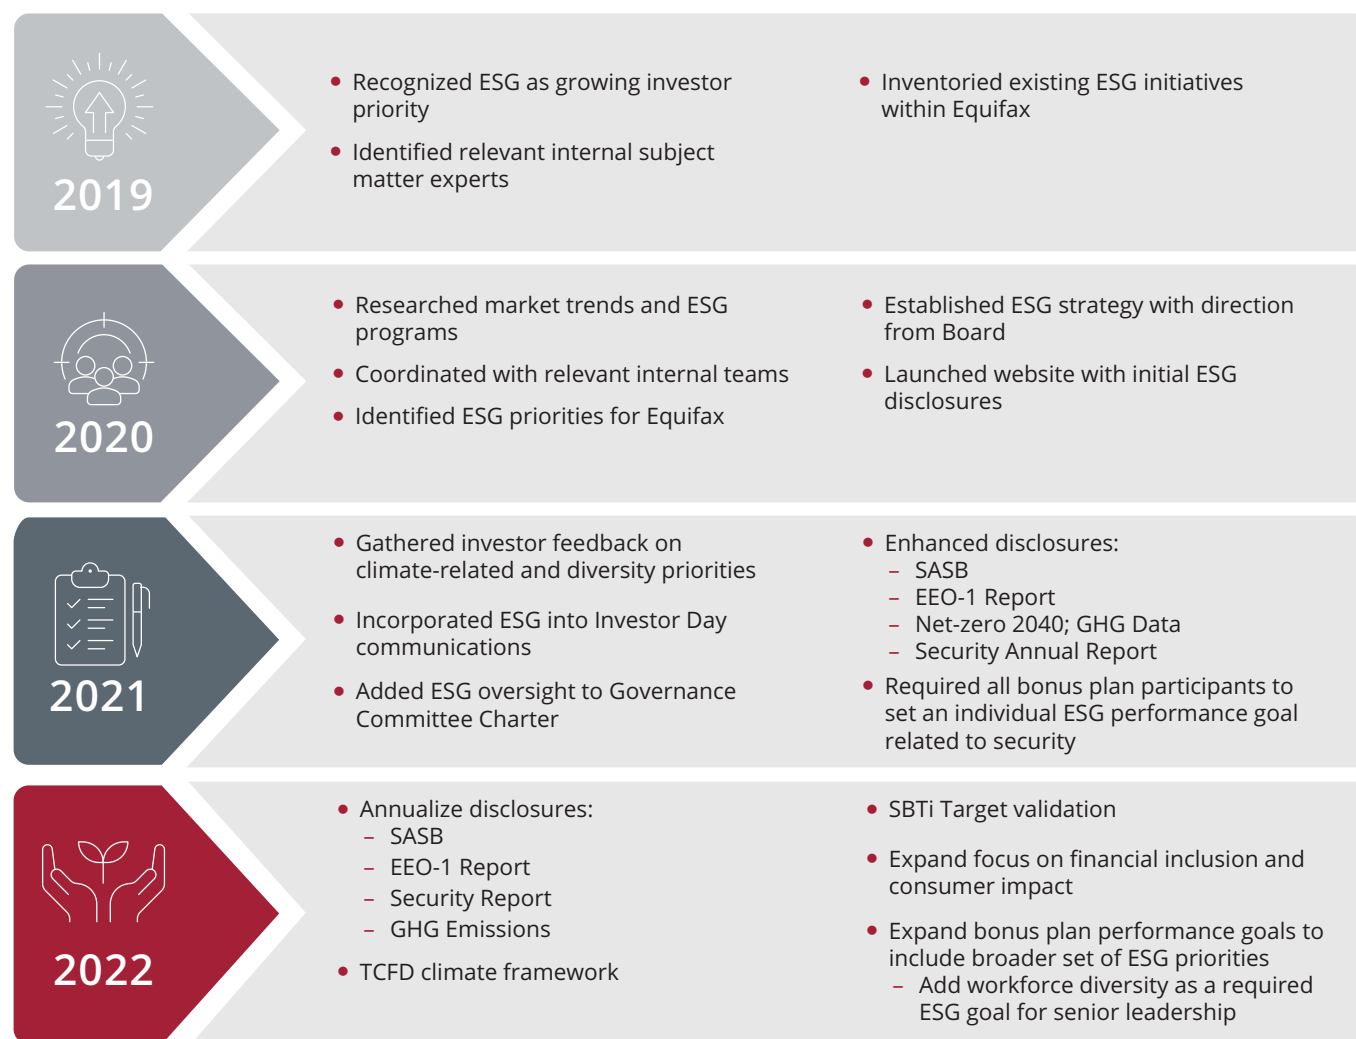 2019
• Recognized ESG as growing investor
priority
• Identified relevant internal subject
matter experts
• Inventoried existing ESG initiatives
within Equifax
2020
• Researched market trends and ESG
programs
• Coordinated with relevant internal teams
• Identified ESG priorities for Equifax
• Established ESG strategy with direction
from Board
• Launched website with initial ESG
disclosures
2021
• Gathered investor feedback on
climate-related and diversity priorities
• Incorporated ESG into Investor Day
communications
• Added ESG oversight to Governance
Committee Charter
• Enhanced disclosures:
– SASB
– EEO-1 Report
– Net-zero 2040; GHG Data
– Security Annual Report
• Required all bonus plan participants to
set an individual ESG performance goal
related to security
2022
• Annualize disclosures:
– SASB
– EEO-1 Report
– Security Report
– GHG Emissions
• TCFD climate framework
• SBTi Target validation
• Expand focus on financial inclusion and
consumer impact
• Expand bonus plan performance goals to
include broader set of ESG priorities
– Add workforce diversity as a required
ESG goal for senior leadership